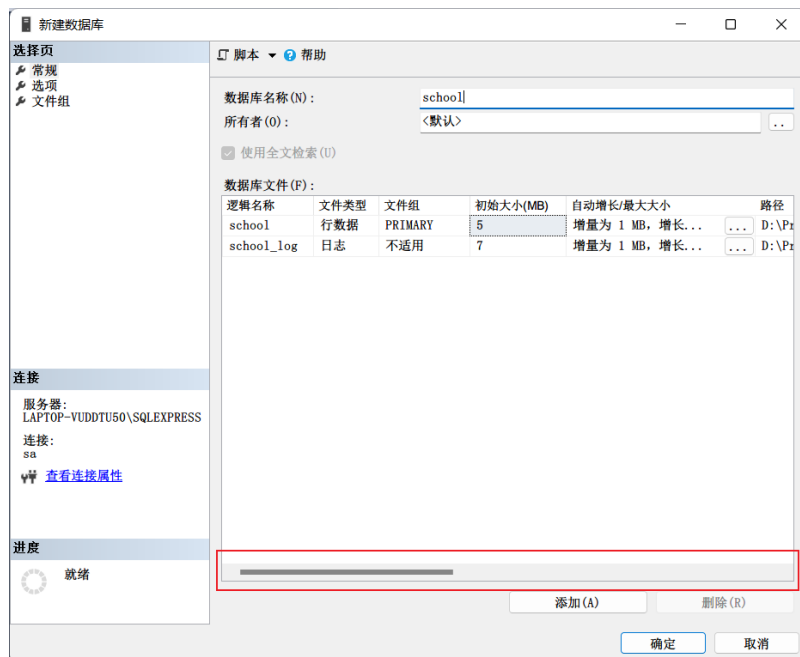 新建数据库
选择页
常规
选项
文件组
脚本 帮助
数据库名称(N): school
所有者(O): <默认> ..
使用全文检索(U)
数据库文件(F):
逻辑名称 文件类型 文件组 初始大小(MB) 自动增长/最大大小 路径
school 行数据 PRIMARY 5 增量为 1 MB，增长... ... D:\Pr
school_log 日志 不适用 7 增量为 1 MB，增长... ... D:\Pr
连接
服务器:
LAPTOP-VUDDTU50\SQLEXPRESS
连接:
sa
查看连接属性
进度
就绪
添加(A) 删除(R)
确定 取消